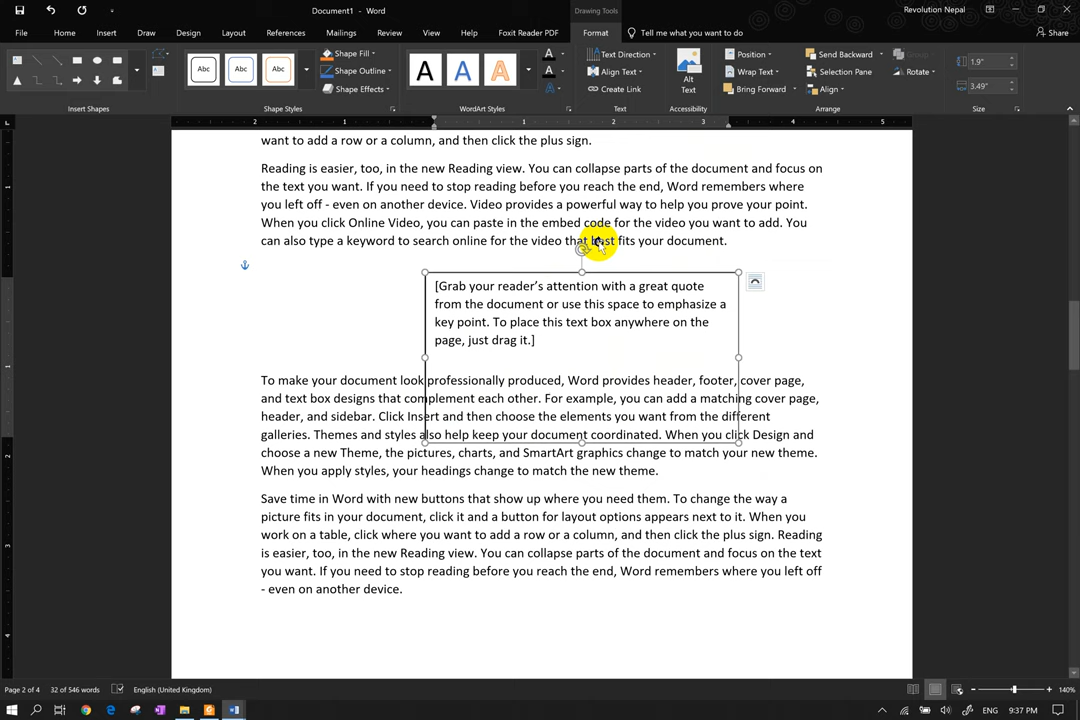 Document1 - Word
Drawing Tools
Revolution Nepal
File Home Insert Draw Design Layout References Mailings Review View Help Foxit Reader PDF Format Tell me what you want to do Share
Abc Abc Abc
Shape Fill
Shape Outline
Shape Effects
A A A
A
A
A
Text Direction
Align Text
Create Link
Alt
Text
Position
Wrap Text
Bring Forward
Send Backward
Selection Pane
Align
Group
Rotate
1.9"
3.49"
Insert Shapes Shape Styles WordArt Styles Text Accessibility Arrange Size
2 1 1 2 3 4 5
want to add a row or a column, and then click the plus sign.
Reading is easier, too, in the new Reading view. You can collapse parts of the document and focus on
the text you want. If you need to stop reading before you reach the end, Word remembers where
you left off - even on another device. Video provides a powerful way to help you prove your point.
When you click Online Video, you can paste in the embed code for the video you want to add. You
can also type a keyword to search online for the video that best fits your document.
[Grab your reader’s attention with a great quote
from the document or use this space to emphasize a
key point. To place this text box anywhere on the
page, just drag it.]
To make your document look professionally produced, Word provides header, footer, cover page,
and text box designs that complement each other. For example, you can add a matching cover page,
header, and sidebar. Click Insert and then choose the elements you want from the different
galleries. Themes and styles also help keep your document coordinated. When you click Design and
choose a new Theme, the pictures, charts, and SmartArt graphics change to match your new theme.
When you apply styles, your headings change to match the new theme.
Save time in Word with new buttons that show up where you need them. To change the way a
picture fits in your document, click it and a button for layout options appears next to it. When you
work on a table, click where you want to add a row or a column, and then click the plus sign. Reading
is easier, too, in the new Reading view. You can collapse parts of the document and focus on the text
you want. If you need to stop reading before you reach the end, Word remembers where you left off
- even on another device.
Page 2 of 4 32 of 546 words English (United Kingdom) 140%
ENG 9:37 PM